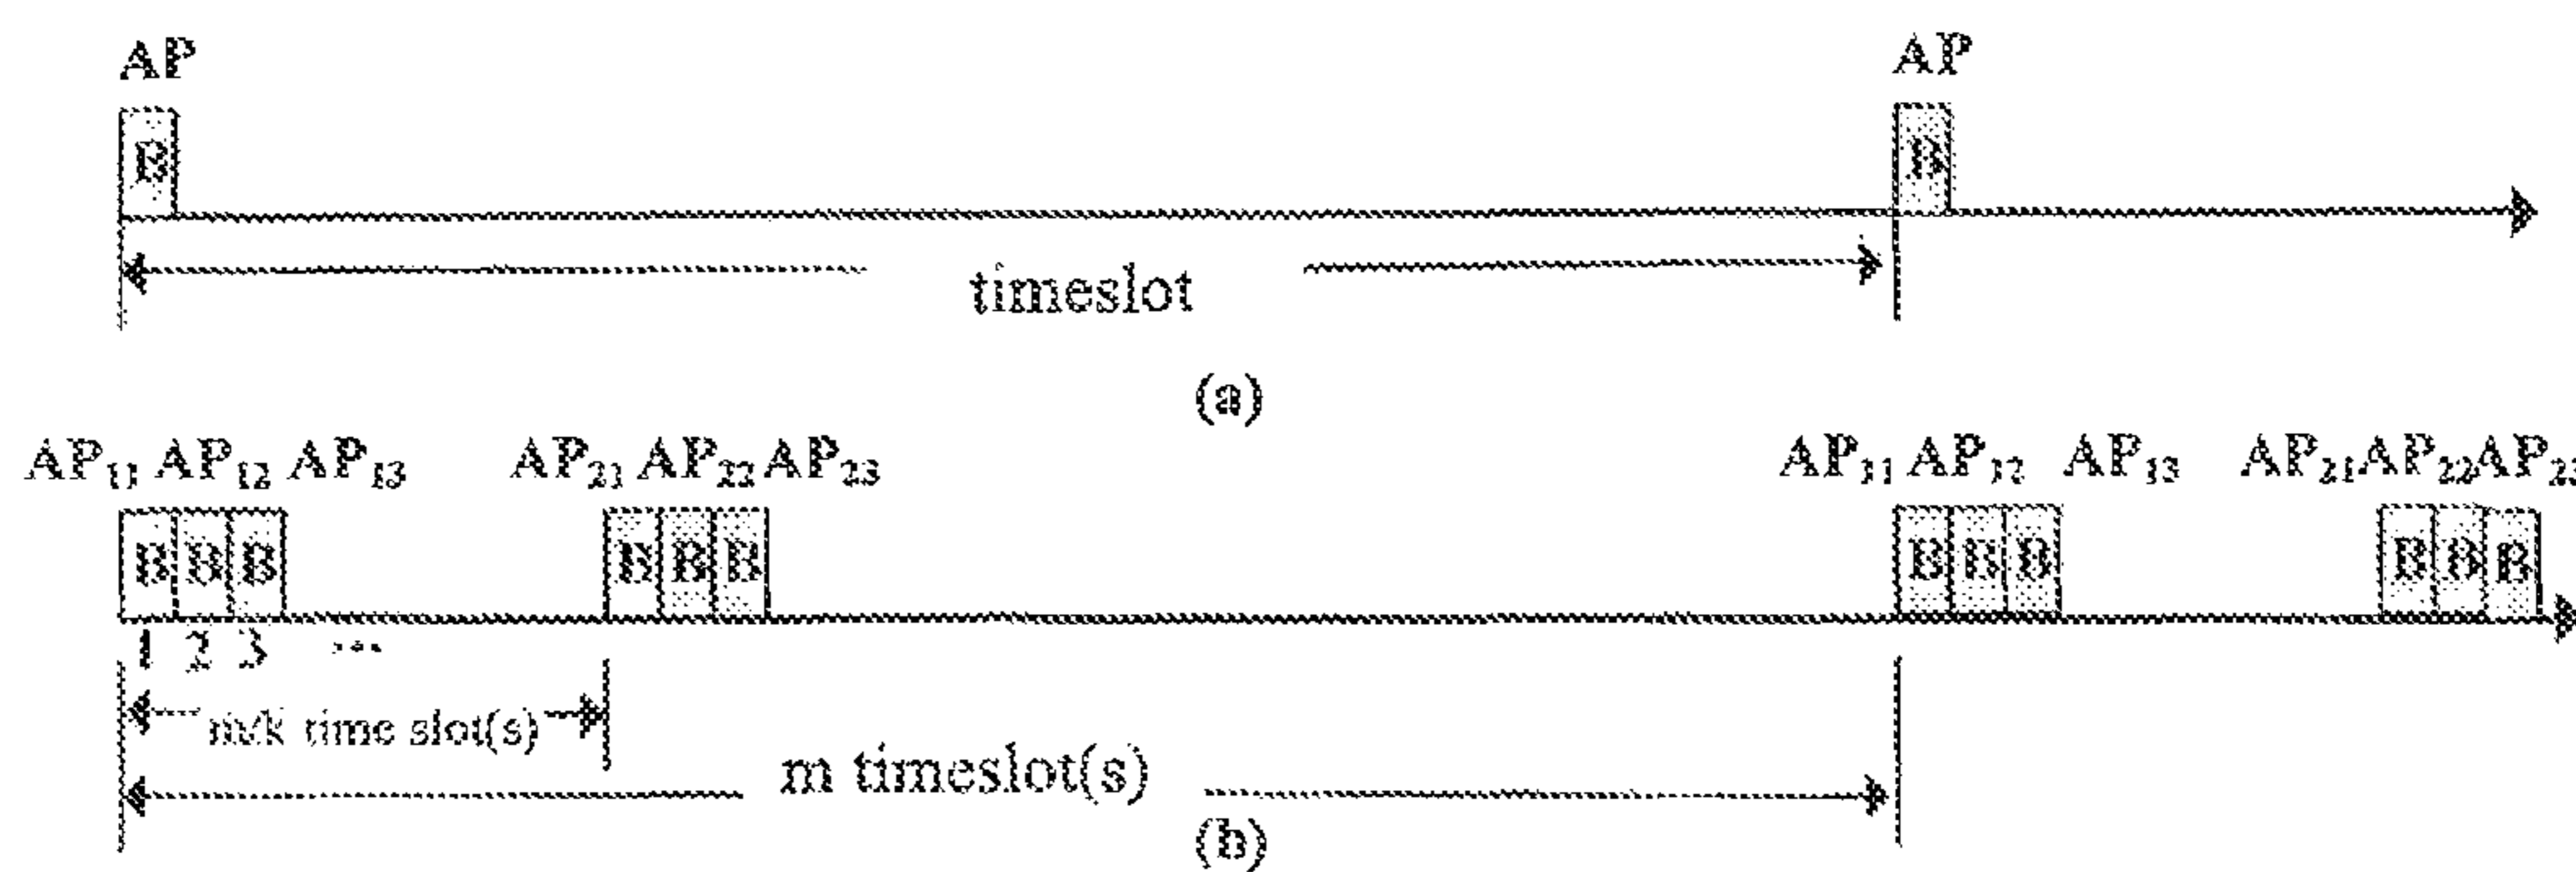 AP AP
B B
timeslot
(a)
AP₁₁ AP₁₂ AP₁₃ AP₂₁ AP₂₂ AP₂₃ AP₁₁ AP₁₂ AP₁₃ AP₂₁ AP₂₂ AP₂₃
B B B B B B B B B B B B
1 2 3 ...
m/k time slot(s)
m timeslot(s)
(b)